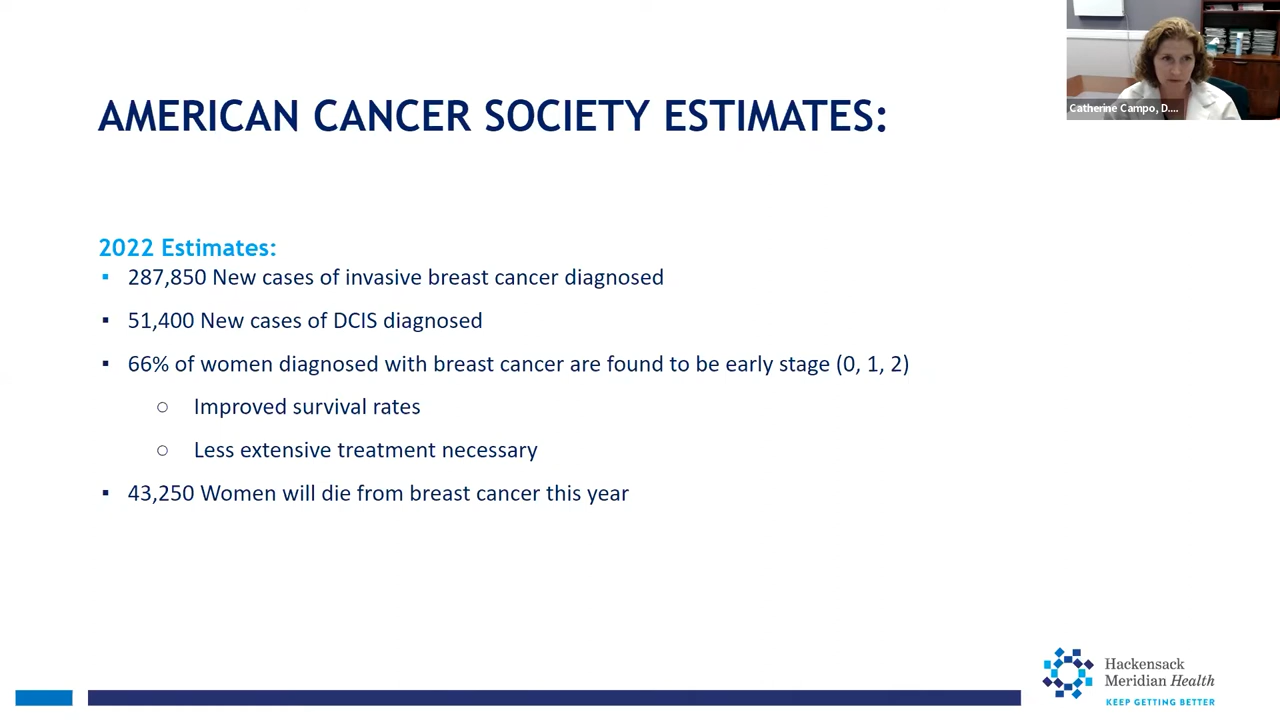 Catherine Campo, D....
AMERICAN CANCER SOCIETY ESTIMATES:
2022 Estimates:
▪ 287,850 New cases of invasive breast cancer diagnosed
▪ 51,400 New cases of DCIS diagnosed
▪ 66% of women diagnosed with breast cancer are found to be early stage (0, 1, 2)
○ Improved survival rates
○ Less extensive treatment necessary
▪ 43,250 Women will die from breast cancer this year
Hackensack
Meridian Health
KEEP GETTING BETTER